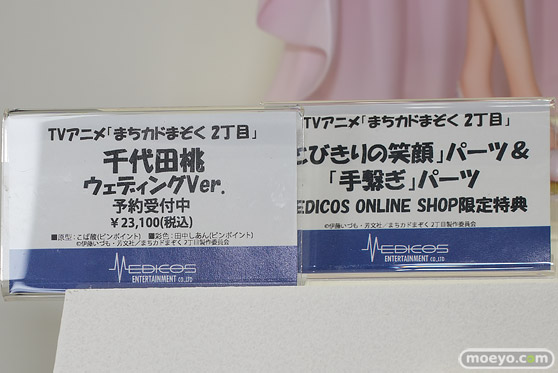 TVアニメ「まちカドまぞく 2丁目」
千代田桃
ウェディングVer.
予約受付中
¥23,100(税込)
■原型:こば酸(ピンポイント) ■彩色:田中しあん(ピンポイント)
©伊藤いづも・芳文社/まちカドまぞく2丁目製作委員会
MEDICOS
ENTERTAINMENT CO.,LTD
TVアニメ「まちカドまぞく 2丁目」
とびきりの笑顔」パーツ&
「手繋ぎ」パーツ
EDICOS ONLINE SHOP限定特典
©伊藤いづも・芳文社/まちカドまぞく2丁目製作委員会
MEDICOS
ENTERTAINMENT CO.,LTD
moeyo.com